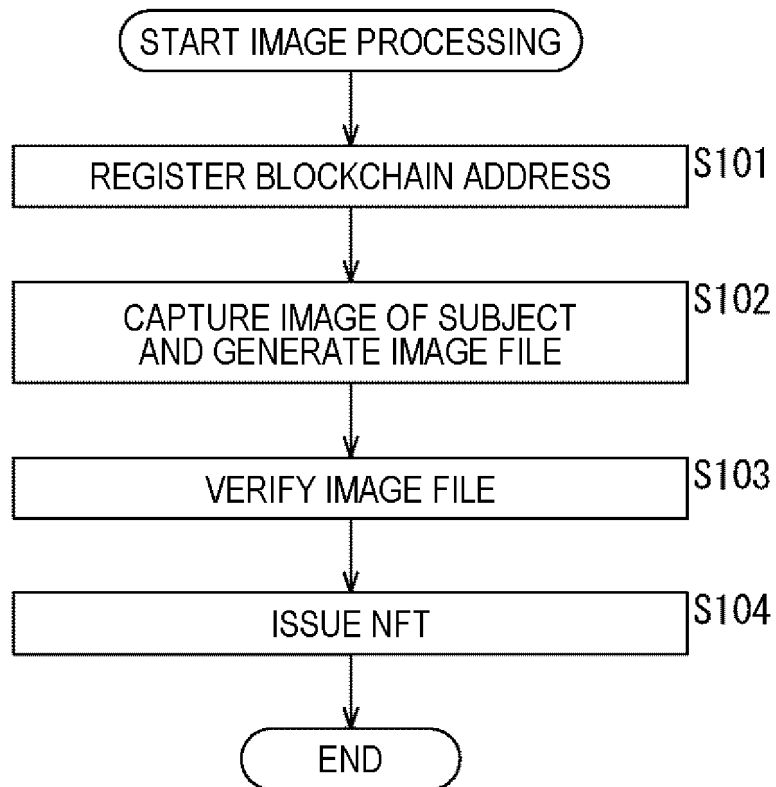 START IMAGE PROCESSING
REGISTER BLOCKCHAIN ADDRESS
S101
CAPTURE IMAGE OF SUBJECT
AND GENERATE IMAGE FILE
S102
VERIFY IMAGE FILE
S103
ISSUE NFT
S104
END